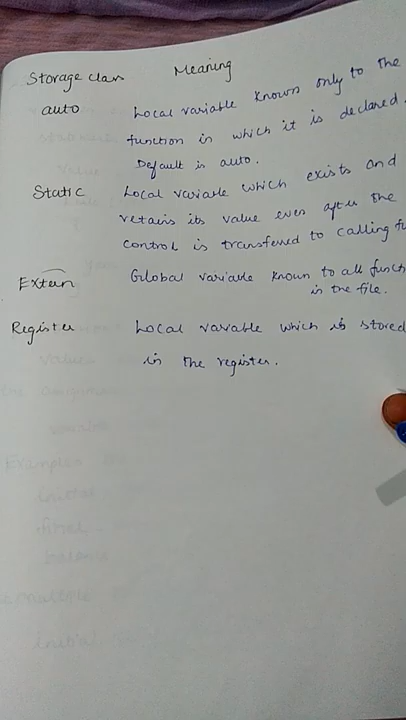 Storage class Meaning
auto Local variable known only to the
function in which it is declared.
Default is auto.
Static Local variable which exists and
retains its value even after the
control is transferred to calling fu
Extern Global variable known to all functi
in the file.
Register Local variable which is stored
in the register.